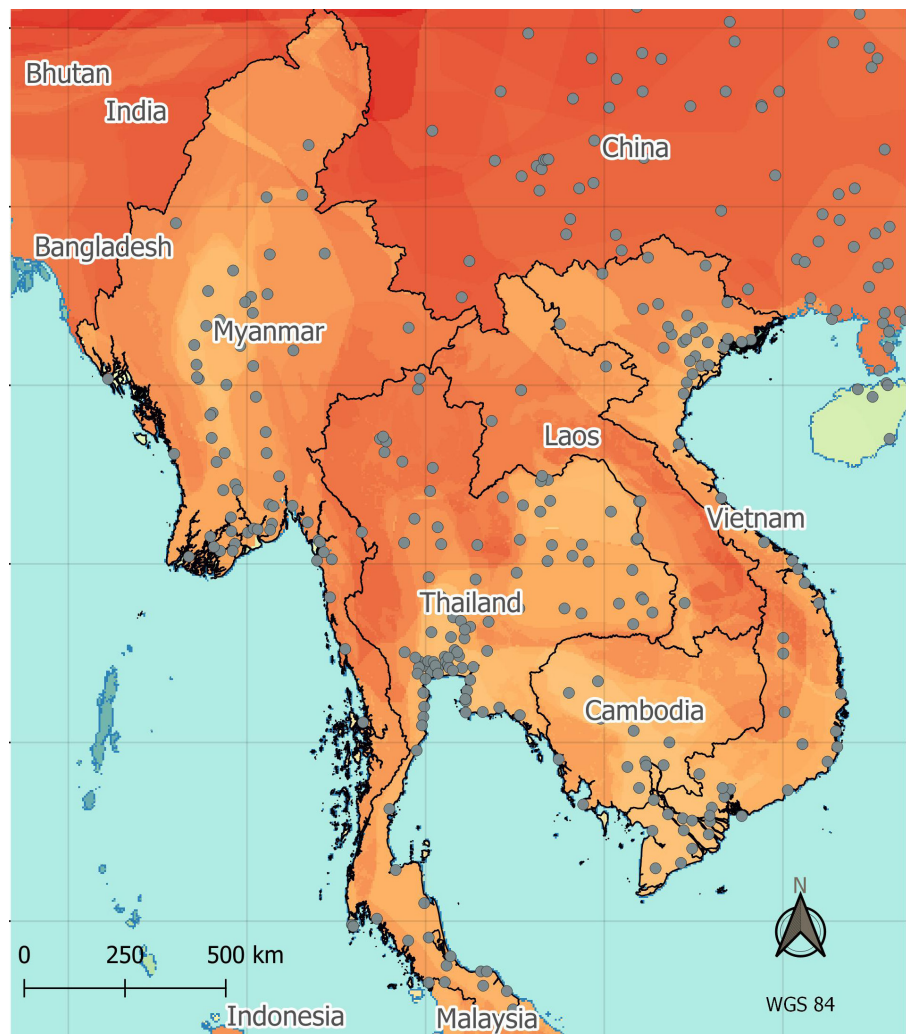 Bhutan
India
China
Bangladesh
Myanmar
Laos
Vietnam
Thailand
Cambodia
N
0 250 500 km
WGS 84
Indonesia
Malaysia